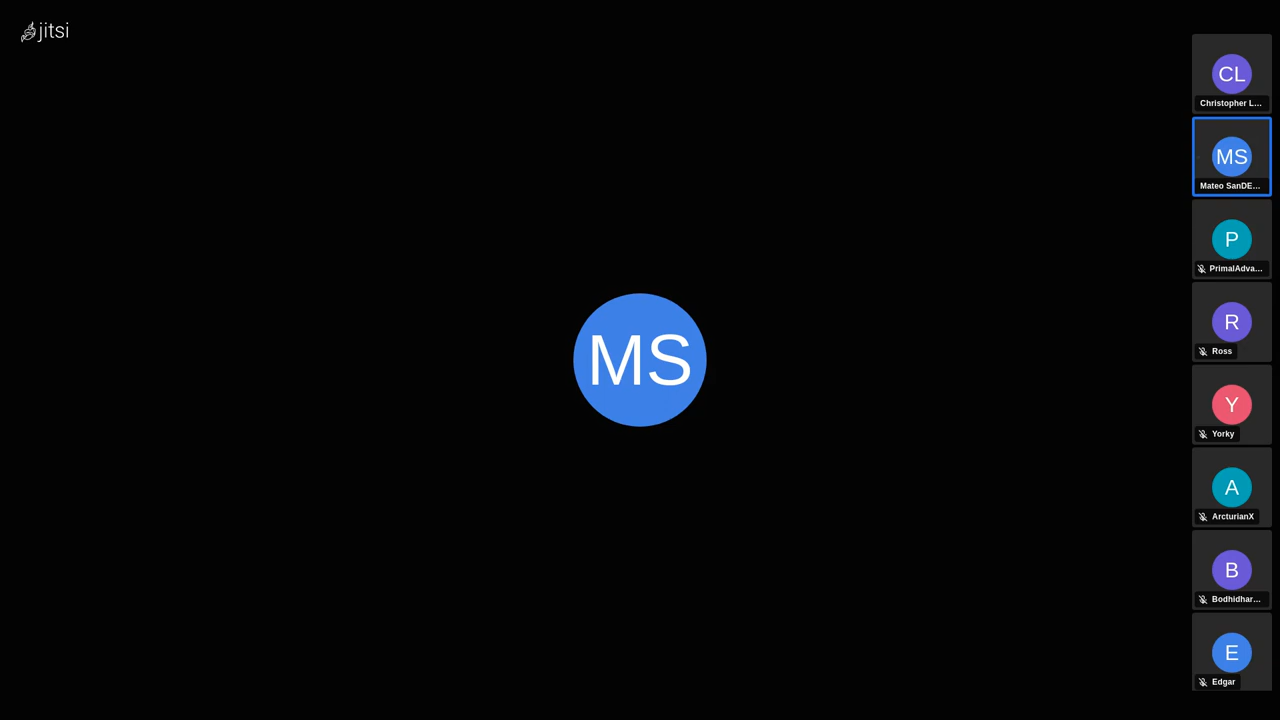 jitsi
MS
CL
Christopher L...
MS
Mateo SanDE...
P
PrimalAdva...
R
Ross
Y
Yorky
A
ArcturianX
B
Bodhidhar...
E
Edgar